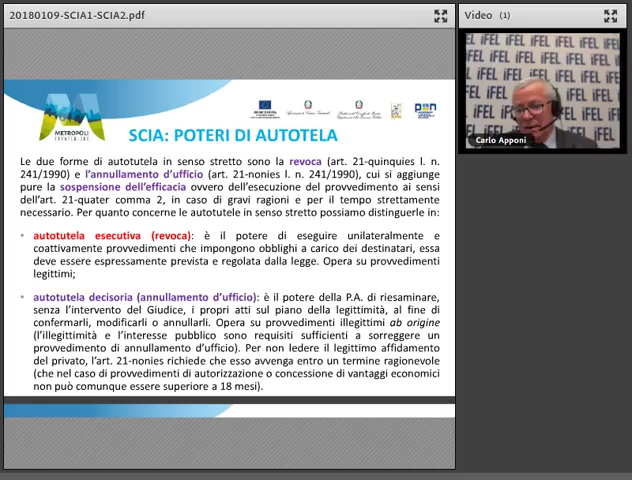 20180109-SCIA1-SCIA2.pdf
Video (1)
METROPOLI
STRATEGICHE
SCIA: POTERI DI AUTOTELA
Le due forme di autotutela in senso stretto sono la revoca (art. 21-quinquies l. n.
241/1990) e l'annullamento d'ufficio (art. 21-nonies l. n. 241/1990), cui si aggiunge
pure la sospensione dell'efficacia ovvero dell'esecuzione del provvedimento ai sensi
dell'art. 21-quater comma 2, in caso di gravi ragioni e per il tempo strettamente
necessario. Per quanto concerne le autotutele in senso stretto possiamo distinguerle in:
• autotutela esecutiva (revoca): è il potere di eseguire unilateralmente e
coattivamente provvedimenti che impongono obblighi a carico dei destinatari, essa
deve essere espressamente prevista e regolata dalla legge. Opera su provvedimenti
legittimi;
• autotutela decisoria (annullamento d'ufficio): è il potere della P.A. di riesaminare,
senza l'intervento del Giudice, i propri atti sul piano della legittimità, al fine di
confermarli, modificarli o annullarli. Opera su provvedimenti illegittimi ab origine
(l'illegittimità e l'interesse pubblico sono requisiti sufficienti a sorreggere un
provvedimento di annullamento d'ufficio). Per non ledere il legittimo affidamento
del privato, l'art. 21-nonies richiede che esso avvenga entro un termine ragionevole
(che nel caso di provvedimenti di autorizzazione o concessione di vantaggi economici
non può comunque essere superiore a 18 mesi).
iFEL iFEL iFEL iFEL iFEL
Carlo Apponi